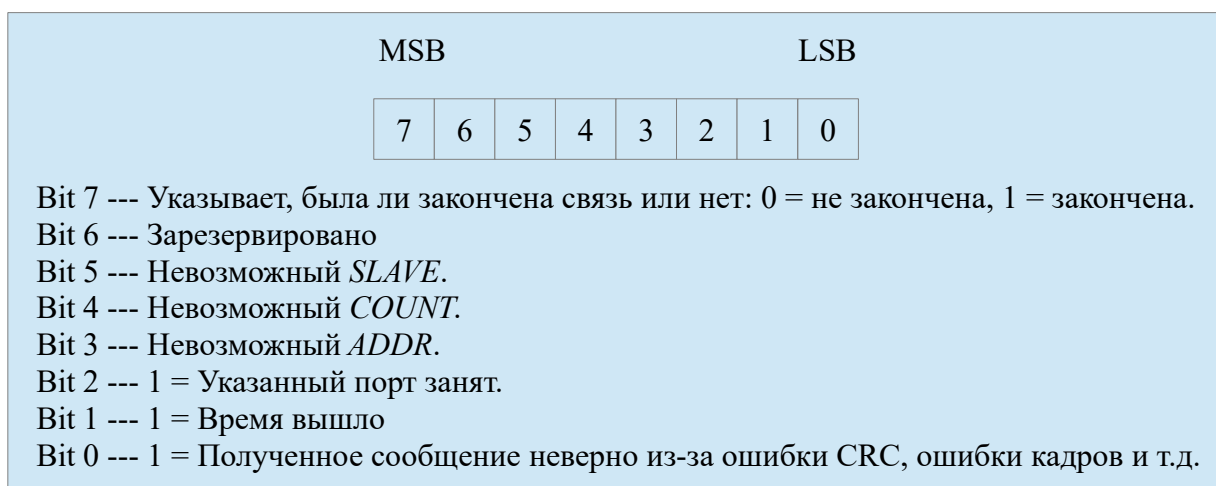 MSB LSB
7 6 5 4 3 2 1 0
Bit 7 --- Указывает, была ли закончена связь или нет: 0 = не закончена, 1 = закончена.
Bit 6 --- Зарезервировано
Bit 5 --- Невозможный SLAVE.
Bit 4 --- Невозможный COUNT.
Bit 3 --- Невозможный ADDR.
Bit 2 --- 1 = Указанный порт занят.
Bit 1 --- 1 = Время вышло
Bit 0 --- 1 = Полученное сообщение неверно из-за ошибки CRC, ошибки кадров и т.д.